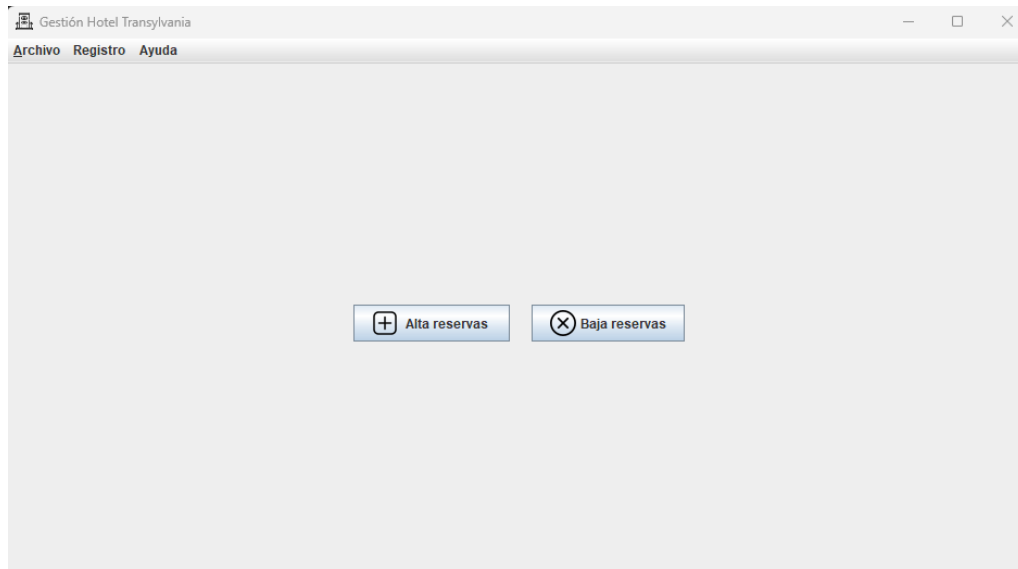 Gestión Hotel Transylvania
Archivo Registro Ayuda
Alta reservas Baja reservas